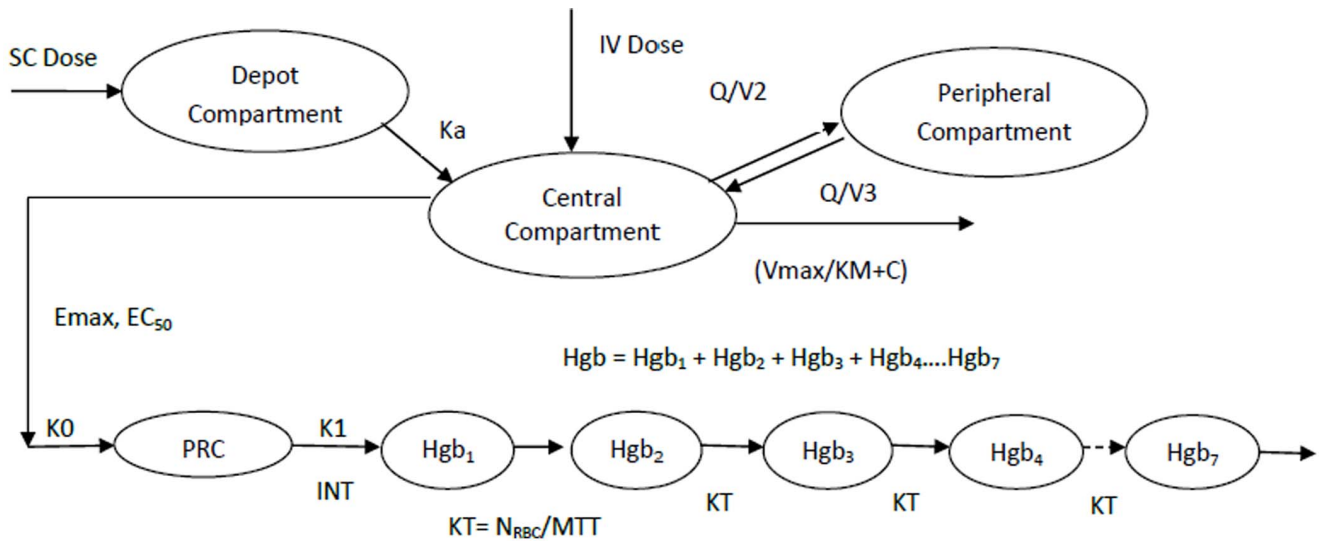 SC Dose
Depot
Compartment
IV Dose
Ka
Q/V2
Peripheral
Compartment
Central
Compartment
Q/V3
(Vmax/KM+C)
Emax, EC₅₀
Hgb = Hgb₁ + Hgb₂ + Hgb₃ + Hgb₄....Hgb₇
K0
PRC
K1
INT
Hgb₁
Hgb₂
Hgb₃
Hgb₄
Hgb₇
KT
KT
KT
KT= N_RBC/MTT